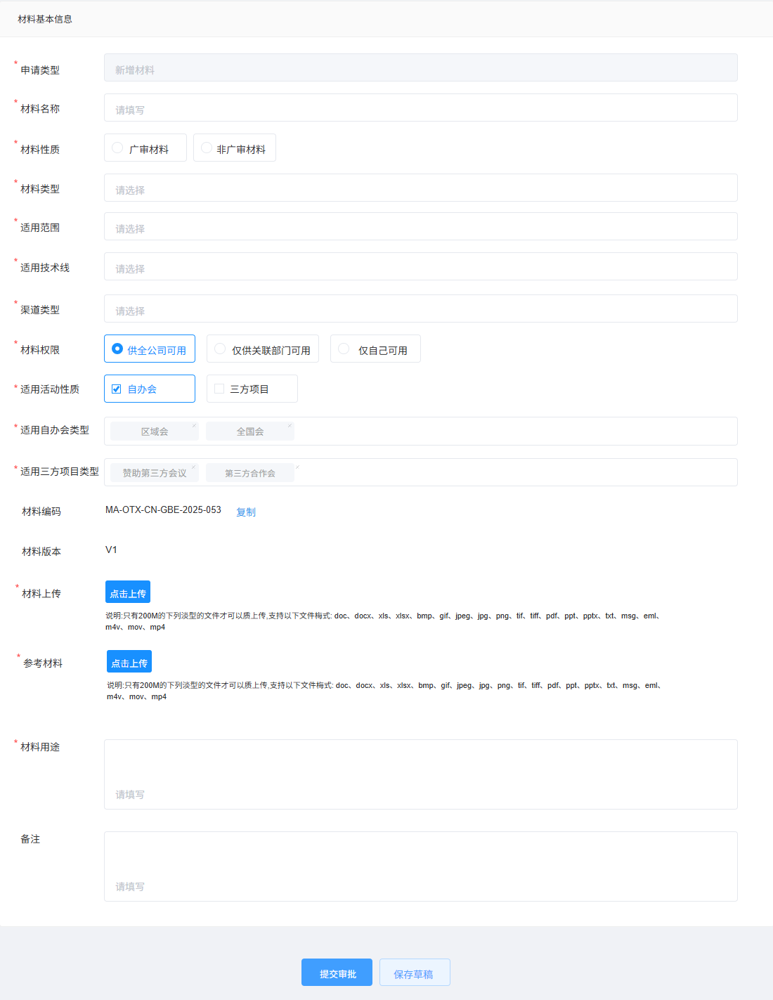 材料基本信息
* 申请类型 新增材料
* 材料名称 请填写
* 材料性质 广审材料 非广审材料
* 材料类型 请选择
* 适用范围 请选择
* 适用技术线 请选择
* 渠道类型 请选择
* 材料权限 供全公司可用 仅供关联部门可用 仅自己可用
* 适用活动性质 自办会 三方项目
* 适用自办会类型 区域会 × 全国会 ×
* 适用三方项目类型 赞助第三方会议 × 第三方合作会 ×
材料编码 MA-OTX-CN-GBE-2025-053 复制
材料版本 V1
* 材料上传 点击上传
说明:只有200M的下列淡型的文件才可以质上传,支持以下文件梅式: doc、docx、xls、xlsx、bmp、gif、jpeg、jpg、png、tif、tiff、pdf、ppt、pptx、txt、msg、eml、
m4v、mov、mp4
* 参考材料 点击上传
说明:只有200M的下列淡型的文件才可以质上传,支持以下文件梅式: doc、docx、xls、xlsx、bmp、gif、jpeg、jpg、png、tif、tiff、pdf、ppt、pptx、txt、msg、eml、
m4v、mov、mp4
* 材料用途
请填写
备注
请填写
提交审批 保存草稿